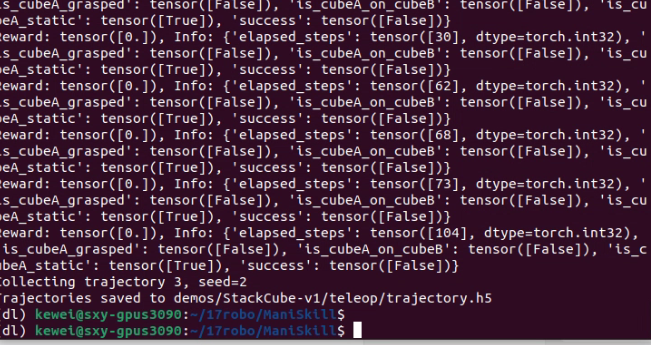 is_cubeA_grasped': tensor([False]), 'is_cubeA_on_cubeB': tensor([False]), 'is_cu
beA_static': tensor([True]), 'success': tensor([False])}
Reward: tensor([0.]), Info: {'elapsed_steps': tensor([30], dtype=torch.int32), '
is_cubeA_grasped': tensor([False]), 'is_cubeA_on_cubeB': tensor([False]), 'is_cu
beA_static': tensor([True]), 'success': tensor([False])}
Reward: tensor([0.]), Info: {'elapsed_steps': tensor([62], dtype=torch.int32), '
is_cubeA_grasped': tensor([False]), 'is_cubeA_on_cubeB': tensor([False]), 'is_cu
beA_static': tensor([True]), 'success': tensor([False])}
Reward: tensor([0.]), Info: {'elapsed_steps': tensor([68], dtype=torch.int32), '
is_cubeA_grasped': tensor([False]), 'is_cubeA_on_cubeB': tensor([False]), 'is_cu
beA_static': tensor([True]), 'success': tensor([False])}
Reward: tensor([0.]), Info: {'elapsed_steps': tensor([73], dtype=torch.int32), '
is_cubeA_grasped': tensor([False]), 'is_cubeA_on_cubeB': tensor([False]), 'is_cu
beA_static': tensor([True]), 'success': tensor([False])}
Reward: tensor([0.]), Info: {'elapsed_steps': tensor([104], dtype=torch.int32),
'is_cubeA_grasped': tensor([False]), 'is_cubeA_on_cubeB': tensor([False]), 'is_c
ubeA_static': tensor([True]), 'success': tensor([False])}
Collecting trajectory 3, seed=2
Trajectories saved to demos/StackCube-v1/teleop/trajectory.h5
(dl) kewei@sxy-gpus3090:~/17robo/ManiSkill$
(dl) kewei@sxy-gpus3090:~/17robo/ManiSkill$